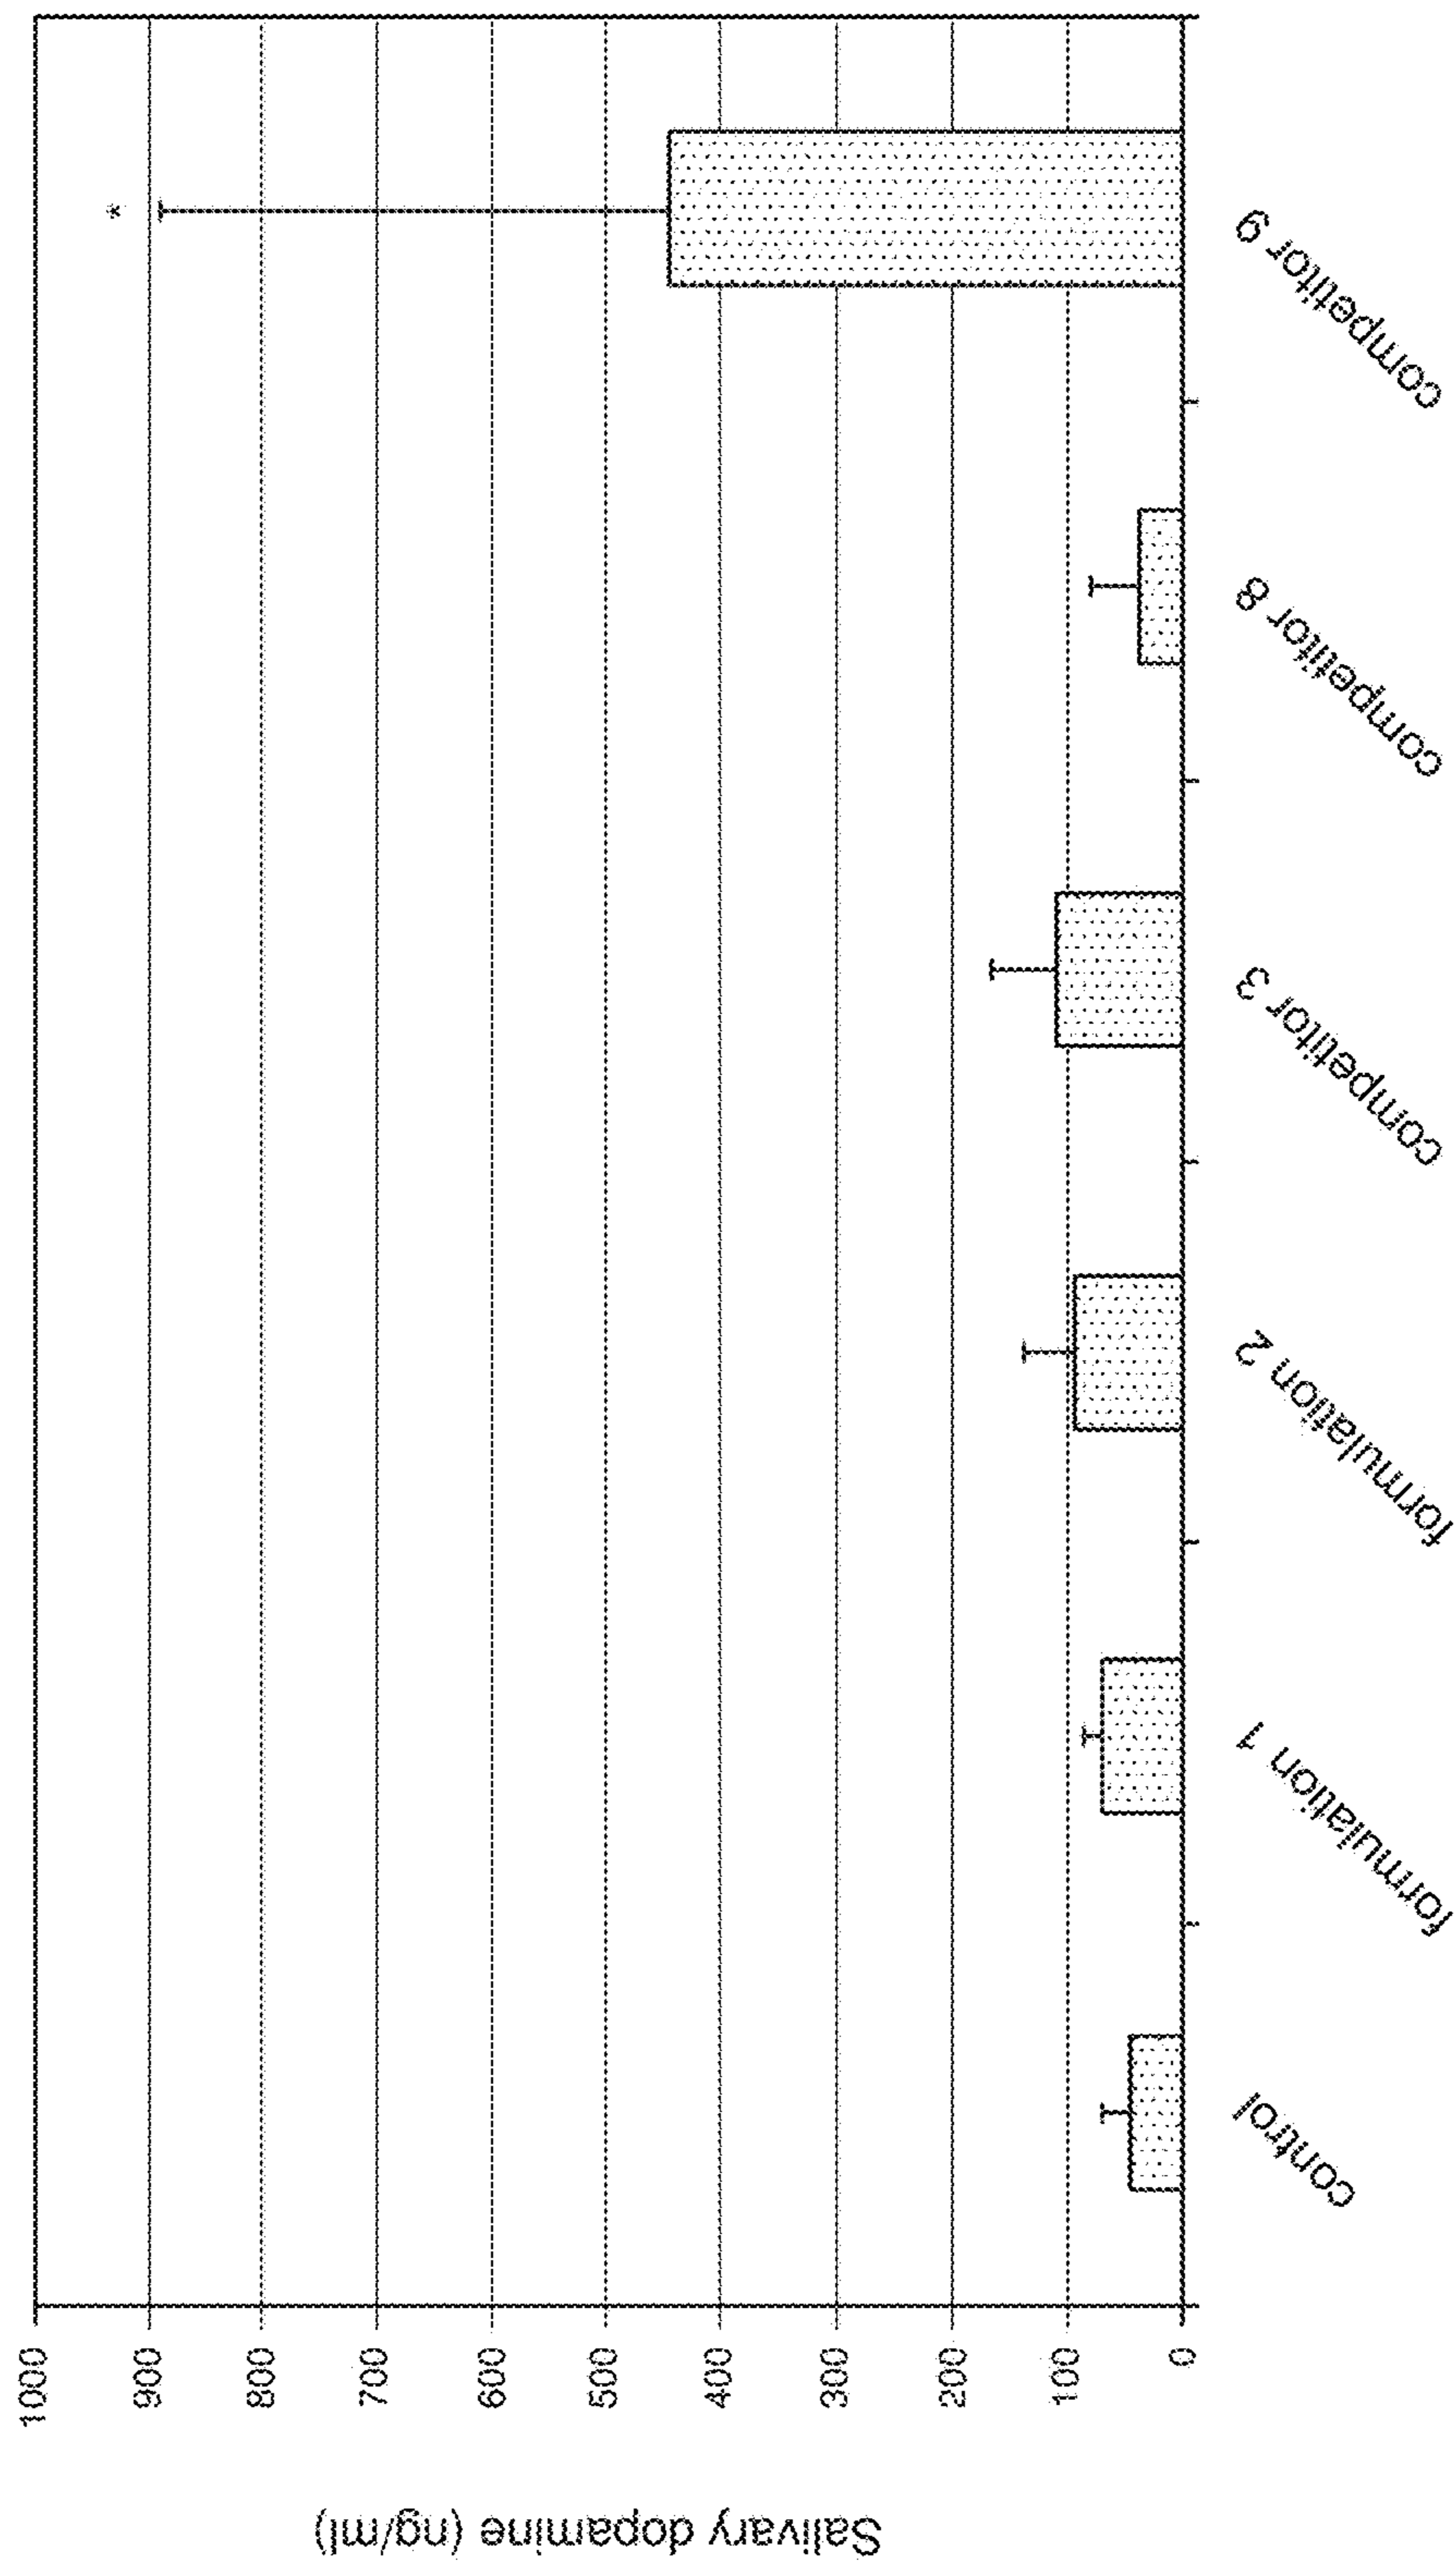 Salivary dopamine (ng/ml)
1000
900
800
700
600
500
400
300
200
100
0
*
control
formulation 1
formulation 2
competitor 3
competitor 8
competitor 9